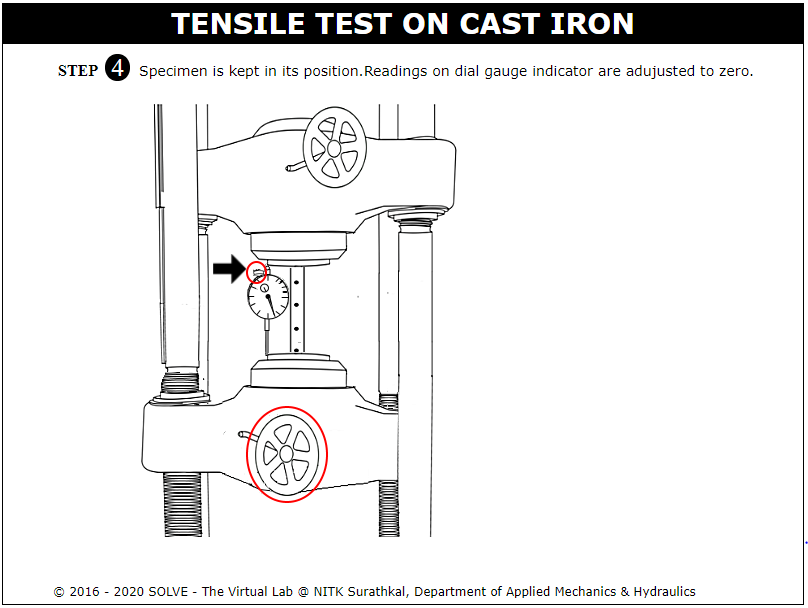 TENSILE TEST ON CAST IRON
STEP 4 Specimen is kept in its position.Readings on dial gauge indicator are adujusted to zero.
© 2016 - 2020 SOLVE - The Virtual Lab @ NITK Surathkal, Department of Applied Mechanics & Hydraulics